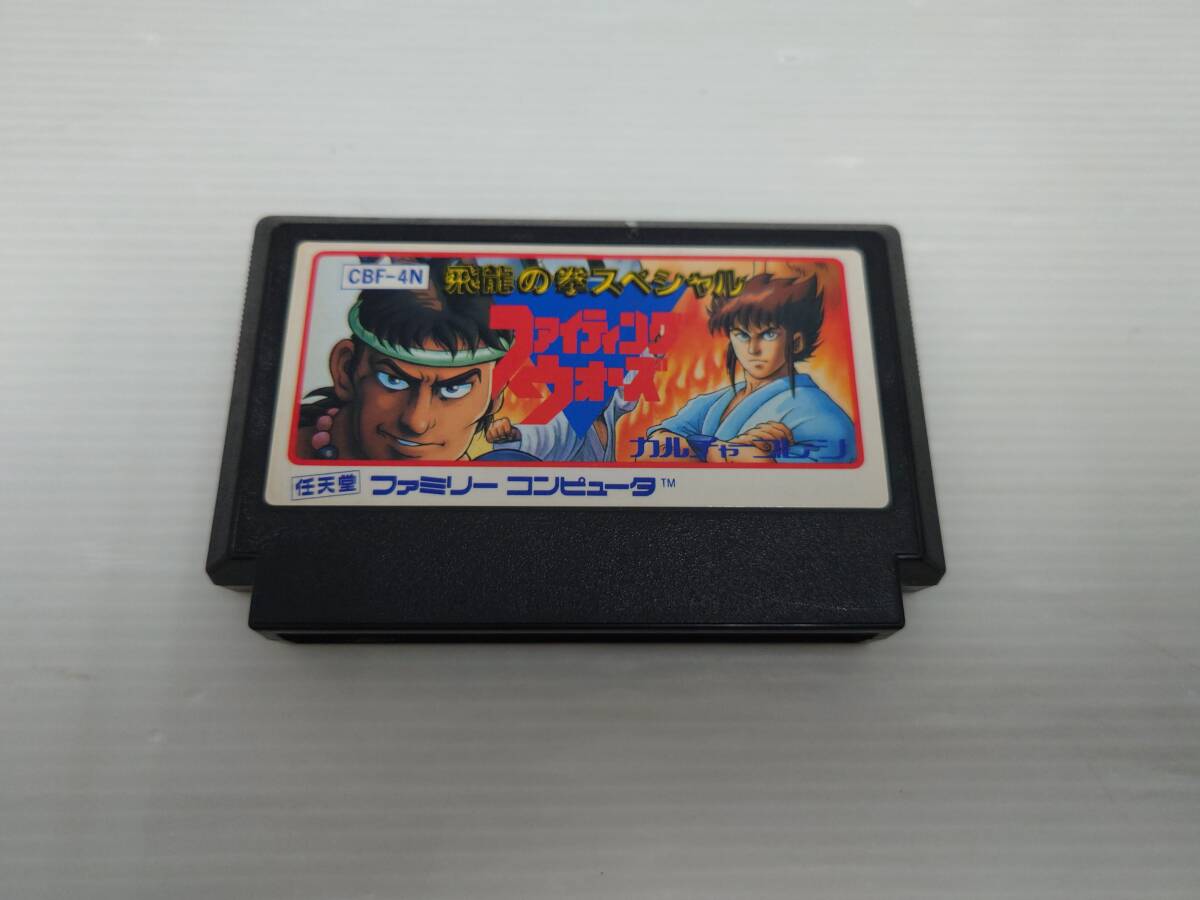 CBF-4N
飛龍の拳スペシャル
ファイティング
ウォーズ
カルチャーブレーン
任天堂 ファミリー コンピュータ™